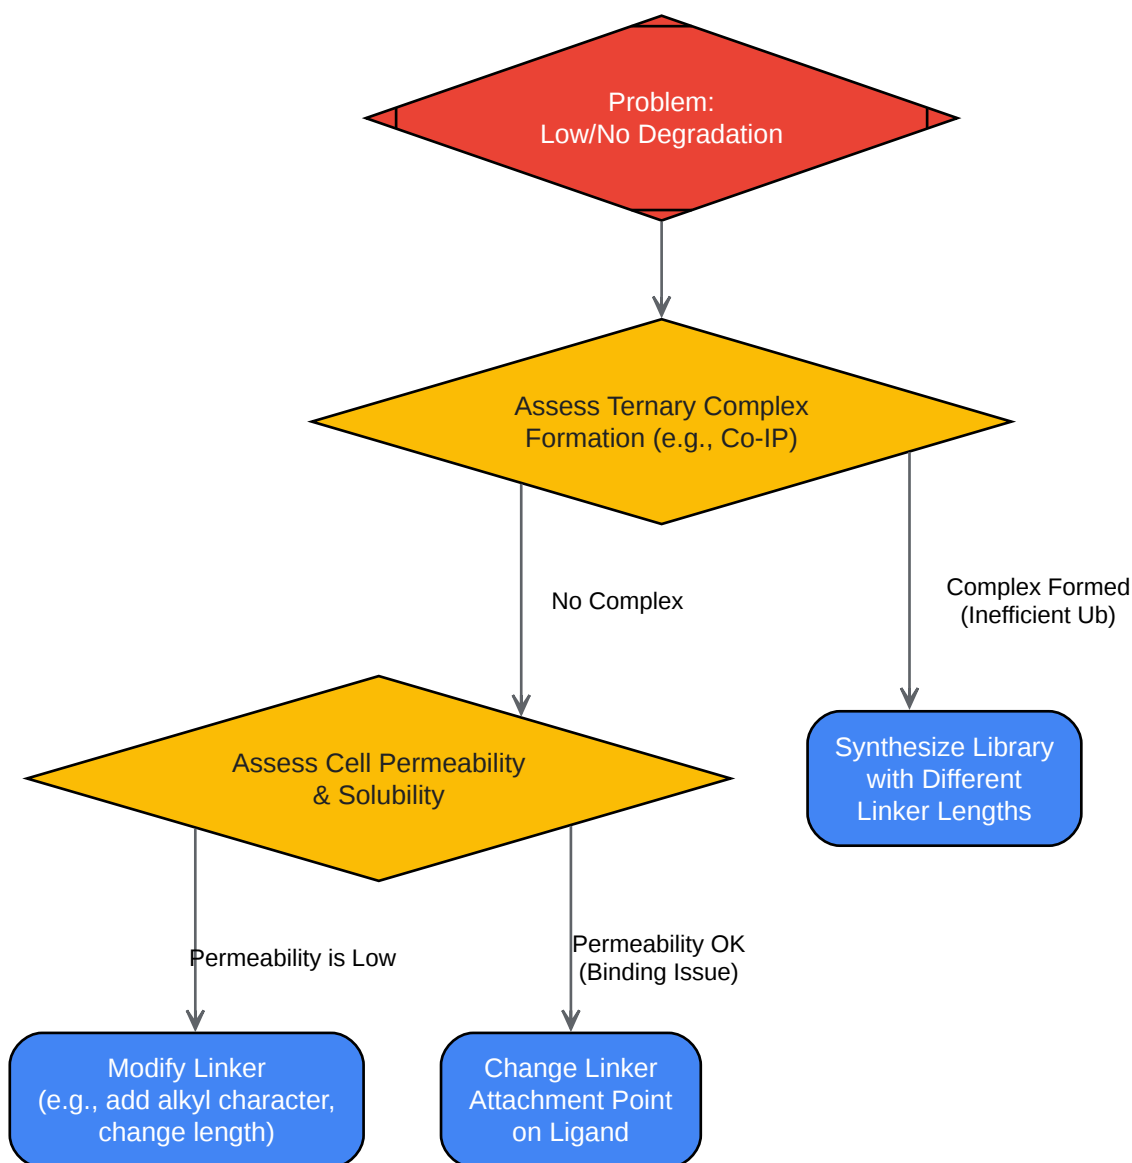 Problem:
Low/No Degradation
Assess Ternary Complex
Formation (e.g., Co-IP)
No Complex
Complex Formed
(Inefficient Ub)
Assess Cell Permeability
& Solubility
Synthesize Library
with Different
Linker Lengths
Permeability is Low
Permeability OK
(Binding Issue)
Modify Linker
(e.g., add alkyl character,
change length)
Change Linker
Attachment Point
on Ligand